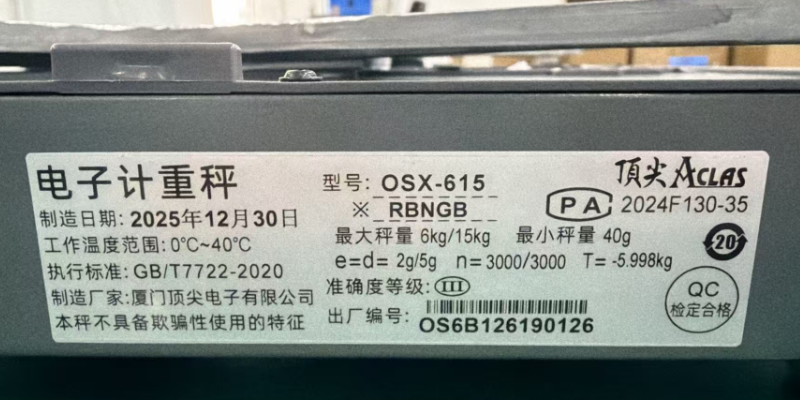 电子计重秤
制造日期: 2025年12月30日
工作温度范围: 0℃~40℃
执行标准: GB/T7722-2020
制造厂家:厦门顶尖电子有限公司
本秤不具备欺骗性使用的特征
型号: OSX-615
※ RBNGB
最大秤量 6kg/15kg 最小秤量 40g
e=d= 2g/5g n=3000/3000 T= -5.998kg
准确度等级: III
出厂编号: OS6B126190126
頂尖 ACLAS
PA 2024F130-35
20
QC
检定合格